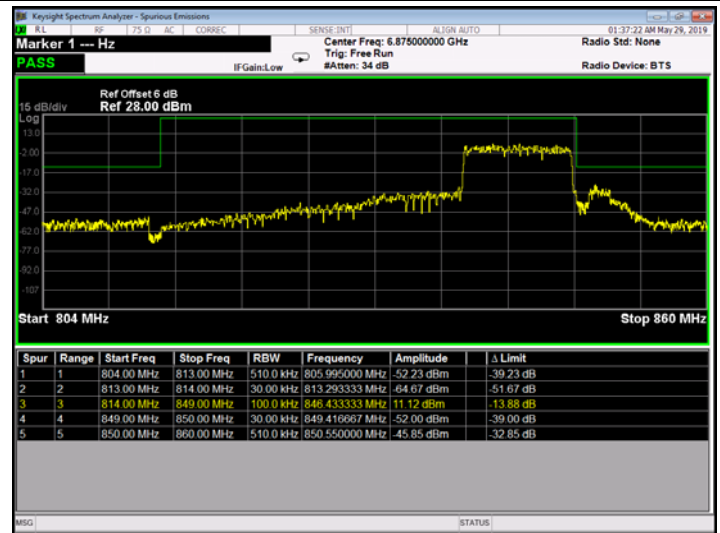 Keysight Spectrum Analyzer - Spurious Emissions
RL RF 75 Ω AC CORREC SENSE:INT ALIGN AUTO 01:37:22 AM May 29, 2019
Marker 1 --- Hz
Center Freq: 6.875000000 GHz
Radio Std: None
Trig: Free Run
PASS
IFGain:Low
#Atten: 34 dB
Radio Device: BTS
Ref Offset 6 dB
15 dB/div Ref 28.00 dBm
Log
13.0
-2.00
-17.0
-32.0
-47.0
-62.0
-77.0
-92.0
-107
Start 804 MHz Stop 860 MHz
Spur Range Start Freq Stop Freq RBW Frequency Amplitude Δ Limit
1 1 804.00 MHz 813.00 MHz 510.0 kHz 805.995000 MHz -52.23 dBm -39.23 dB
2 2 813.00 MHz 814.00 MHz 30.00 kHz 813.293333 MHz -64.67 dBm -51.67 dB
3 3 814.00 MHz 849.00 MHz 100.0 kHz 846.433333 MHz 11.12 dBm -13.88 dB
4 4 849.00 MHz 850.00 MHz 30.00 kHz 849.416667 MHz -52.00 dBm -39.00 dB
5 5 850.00 MHz 860.00 MHz 510.0 kHz 850.550000 MHz -45.85 dBm -32.85 dB
MSG STATUS